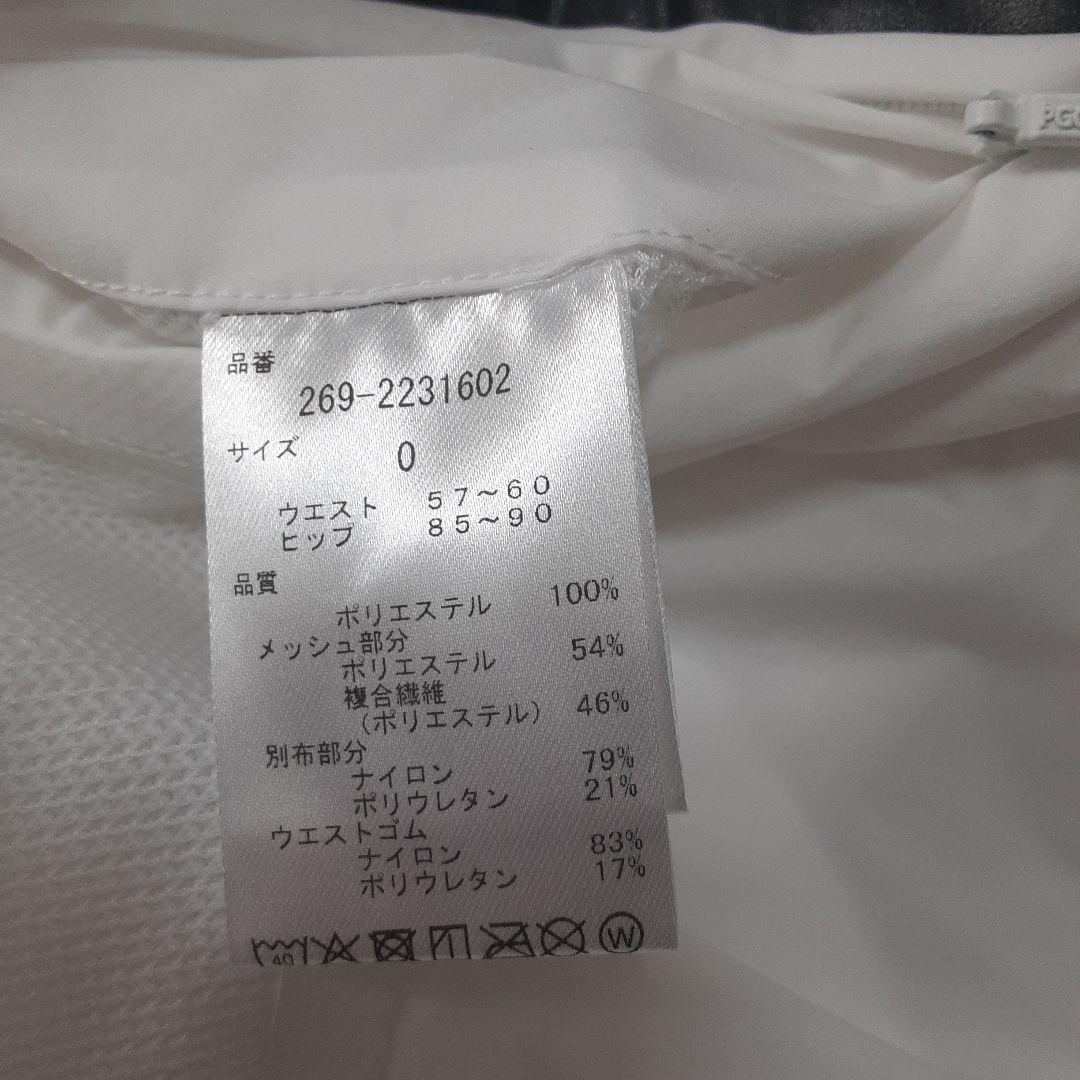 PG
品番
269-2231602
サイズ 0
ウエスト 57～60
ヒップ 85～90
品質
ポリエステル 100%
メッシュ部分
ポリエステル 54%
複合繊維
(ポリエステル) 46%
別布部分
ナイロン 79%
ポリウレタン 21%
ウエストゴム
ナイロン 83%
ポリウレタン 17%
40 W